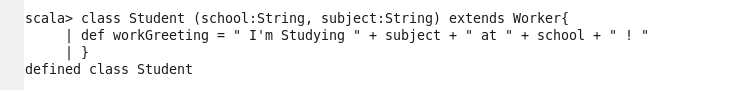 scala> class Student (school:String, subject:String) extends Worker{
     | def workGreeting = " I'm Studying " + subject + " at " + school + " ! "
     | }
defined class Student